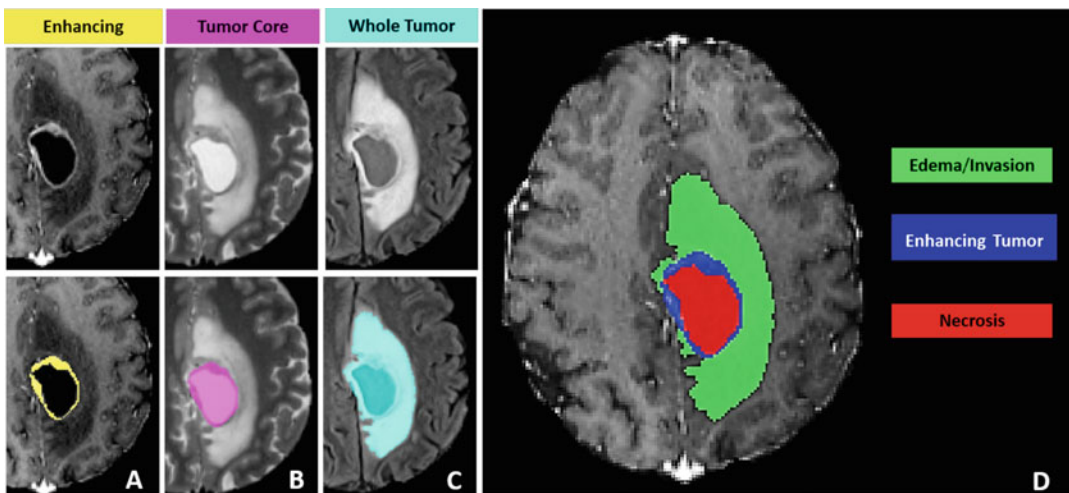 Enhancing
Tumor Core
Whole Tumor
Edema/Invasion
Enhancing Tumor
Necrosis
A
B
C
D